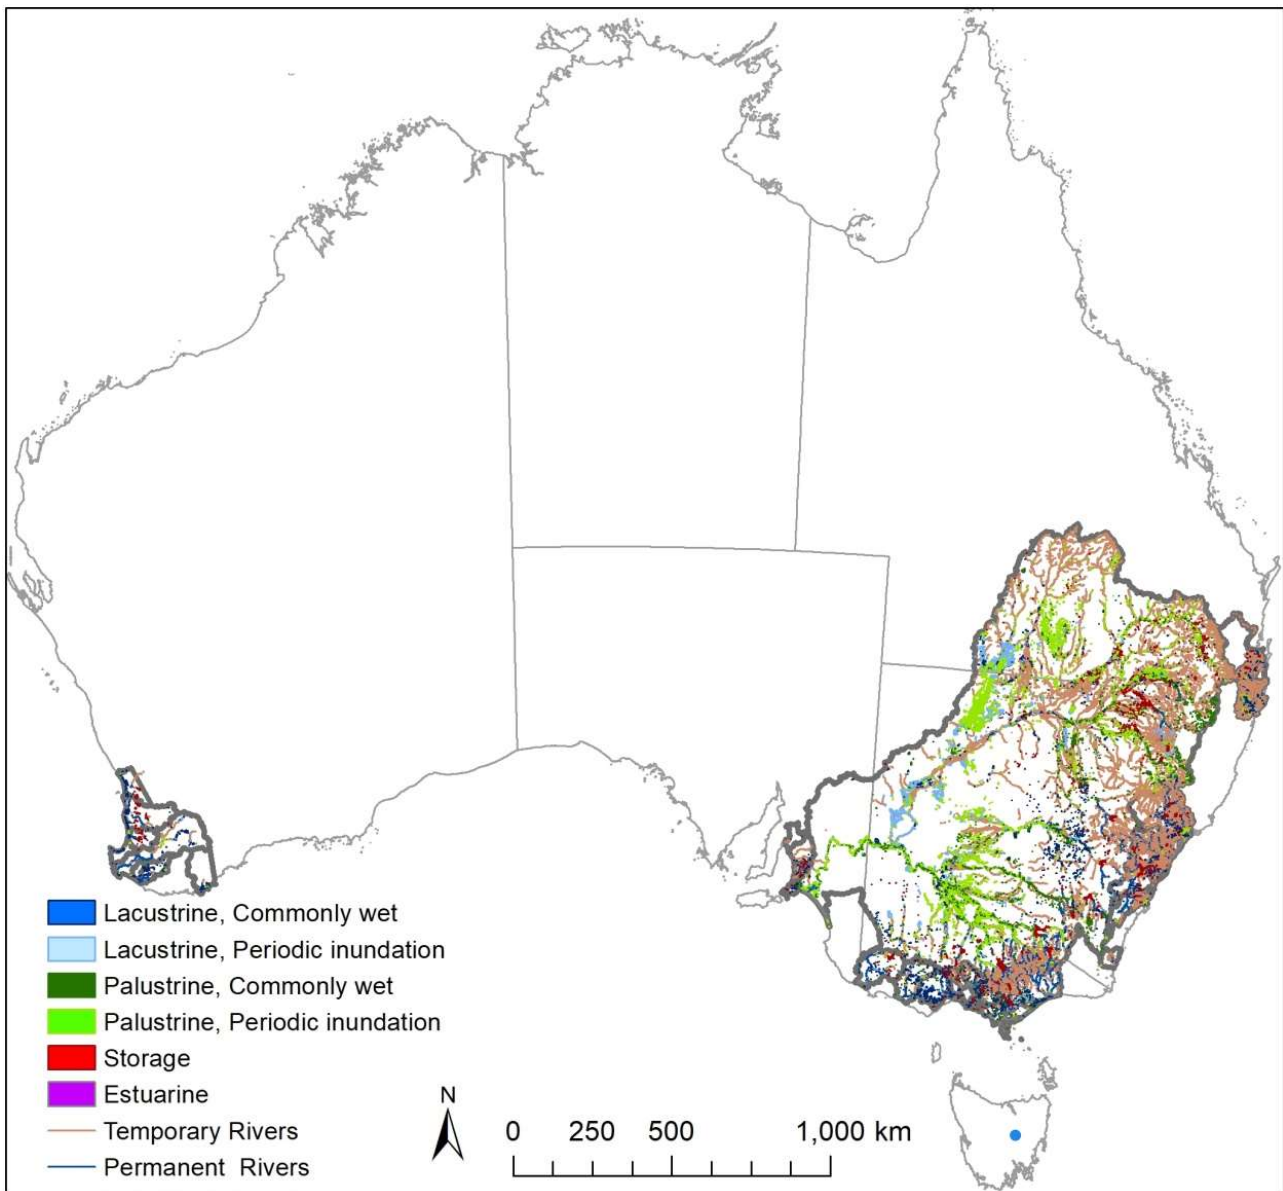 Lacustrine, Commonly wet
Lacustrine, Periodic inundation
Palustrine, Commonly wet
Palustrine, Periodic inundation
Storage
Estuarine
Temporary Rivers
Permanent Rivers
N
0 250 500 1,000 km